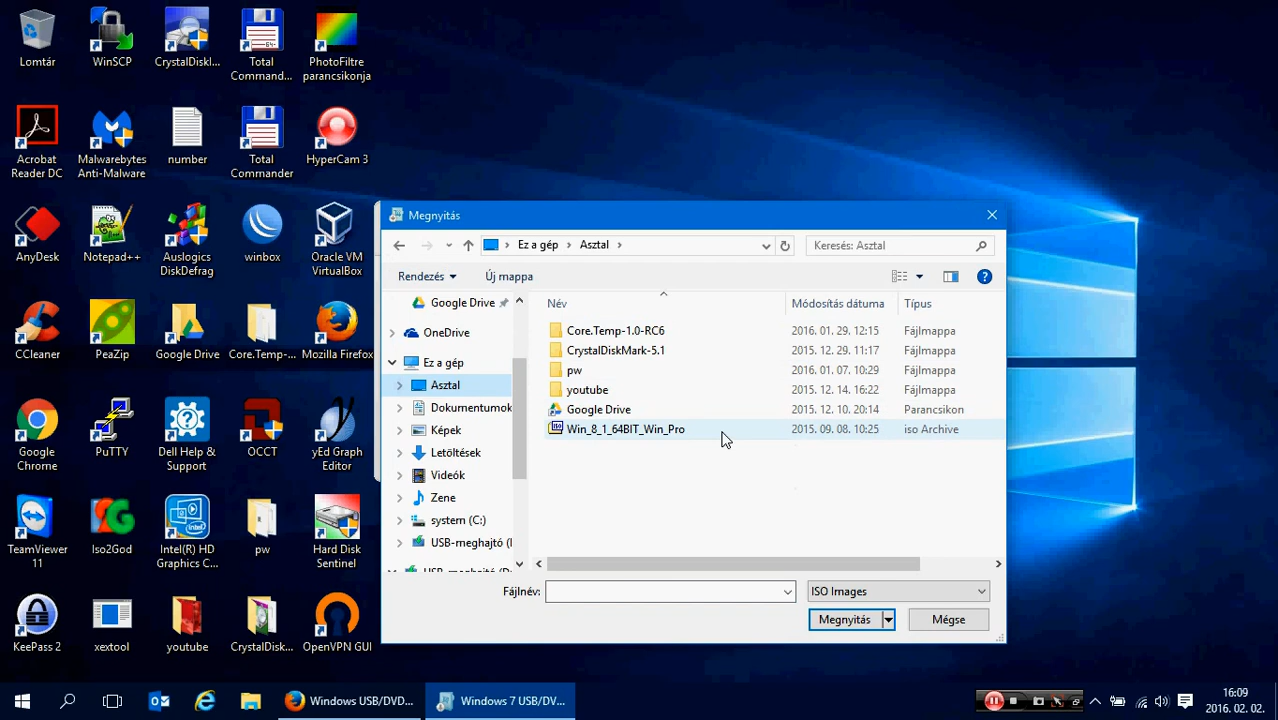 Lomtár
WinSCP
CrystalDiskI...
Total
Command...
PhotoFiltre
parancsikonja
Acrobat
Reader DC
Malwarebytes
Anti-Malware
number
Total
Commander
HyperCam 3
AnyDesk
Notepad++
Auslogics
DiskDefrag
winbox
Oracle VM
VirtualBox
CCleaner
PeaZip
Google Drive
Core.Temp-...
Mozilla Firefox
Google
Chrome
PuTTY
Dell Help &
Support
OCCT
yEd Graph
Editor
TeamViewer
11
Iso2God
Intel(R) HD
Graphics C...
pw
Hard Disk
Sentinel
KeePass 2
xextool
youtube
CrystalDisk...
OpenVPN GUI
Megnyitás
Ez a gép
Asztal
Keresés: Asztal
Rendezés
Új mappa
Google Drive
OneDrive
Ez a gép
Asztal
Dokumentumok
Képek
Letöltések
Videók
Zene
system (C:)
USB-meghajtó (I
Név Módosítás dátuma Típus
Core.Temp-1.0-RC6 2016. 01. 29. 12:15 Fájlmappa
CrystalDiskMark-5.1 2015. 12. 29. 11:17 Fájlmappa
pw 2016. 01. 07. 10:29 Fájlmappa
youtube 2015. 12. 14. 16:22 Fájlmappa
Google Drive 2015. 12. 10. 20:14 Parancsikon
Win_8_1_64BIT_Win_Pro 2015. 09. 08. 10:25 iso Archive
Fájlnév:
ISO Images
Megnyitás
Mégse
Windows USB/DVD...
Windows 7 USB/DV...
16:09
2016. 02. 02.